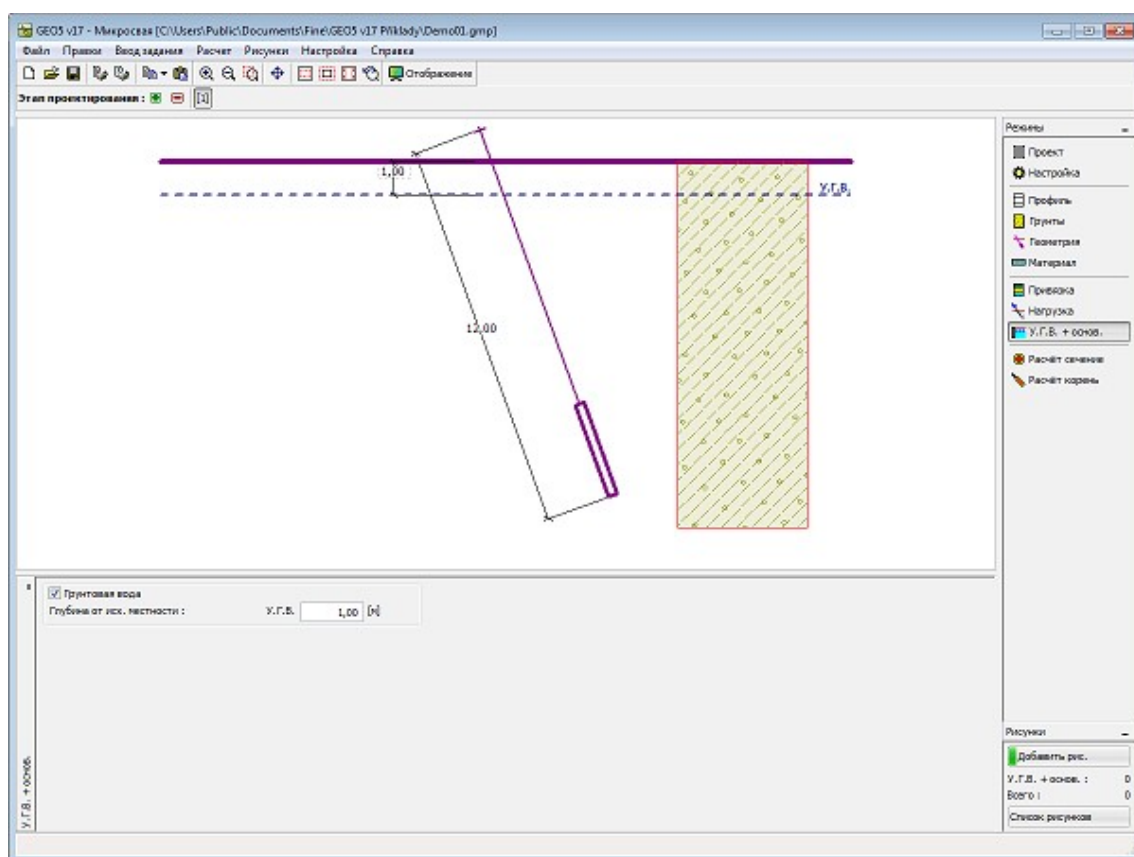 GEO5 v17 - Микросвая [C:\Users\Public\Documents\Fine\GEO5 v17 Příklady\Demo01.gmp]
Файл Правки Ввод задания Расчет Рисунки Настройка Справка
Отображение
Этап проектирования : [1]
1,00
У.Г.В.
12,00
Режимы
Проект
Настройка
Профиль
Грунты
Геометрия
Материал
Привязка
Нагрузка
У.Г.В. + основ.
Расчёт сечение
Расчёт корень
Грунтовая вода
Глубина от исх. местности : У.Г.В. 1,00 [м]
У.Г.В. + основ.
Рисунки
Добавить рис.
У.Г.В. + основ. : 0
Всего : 0
Список рисунков